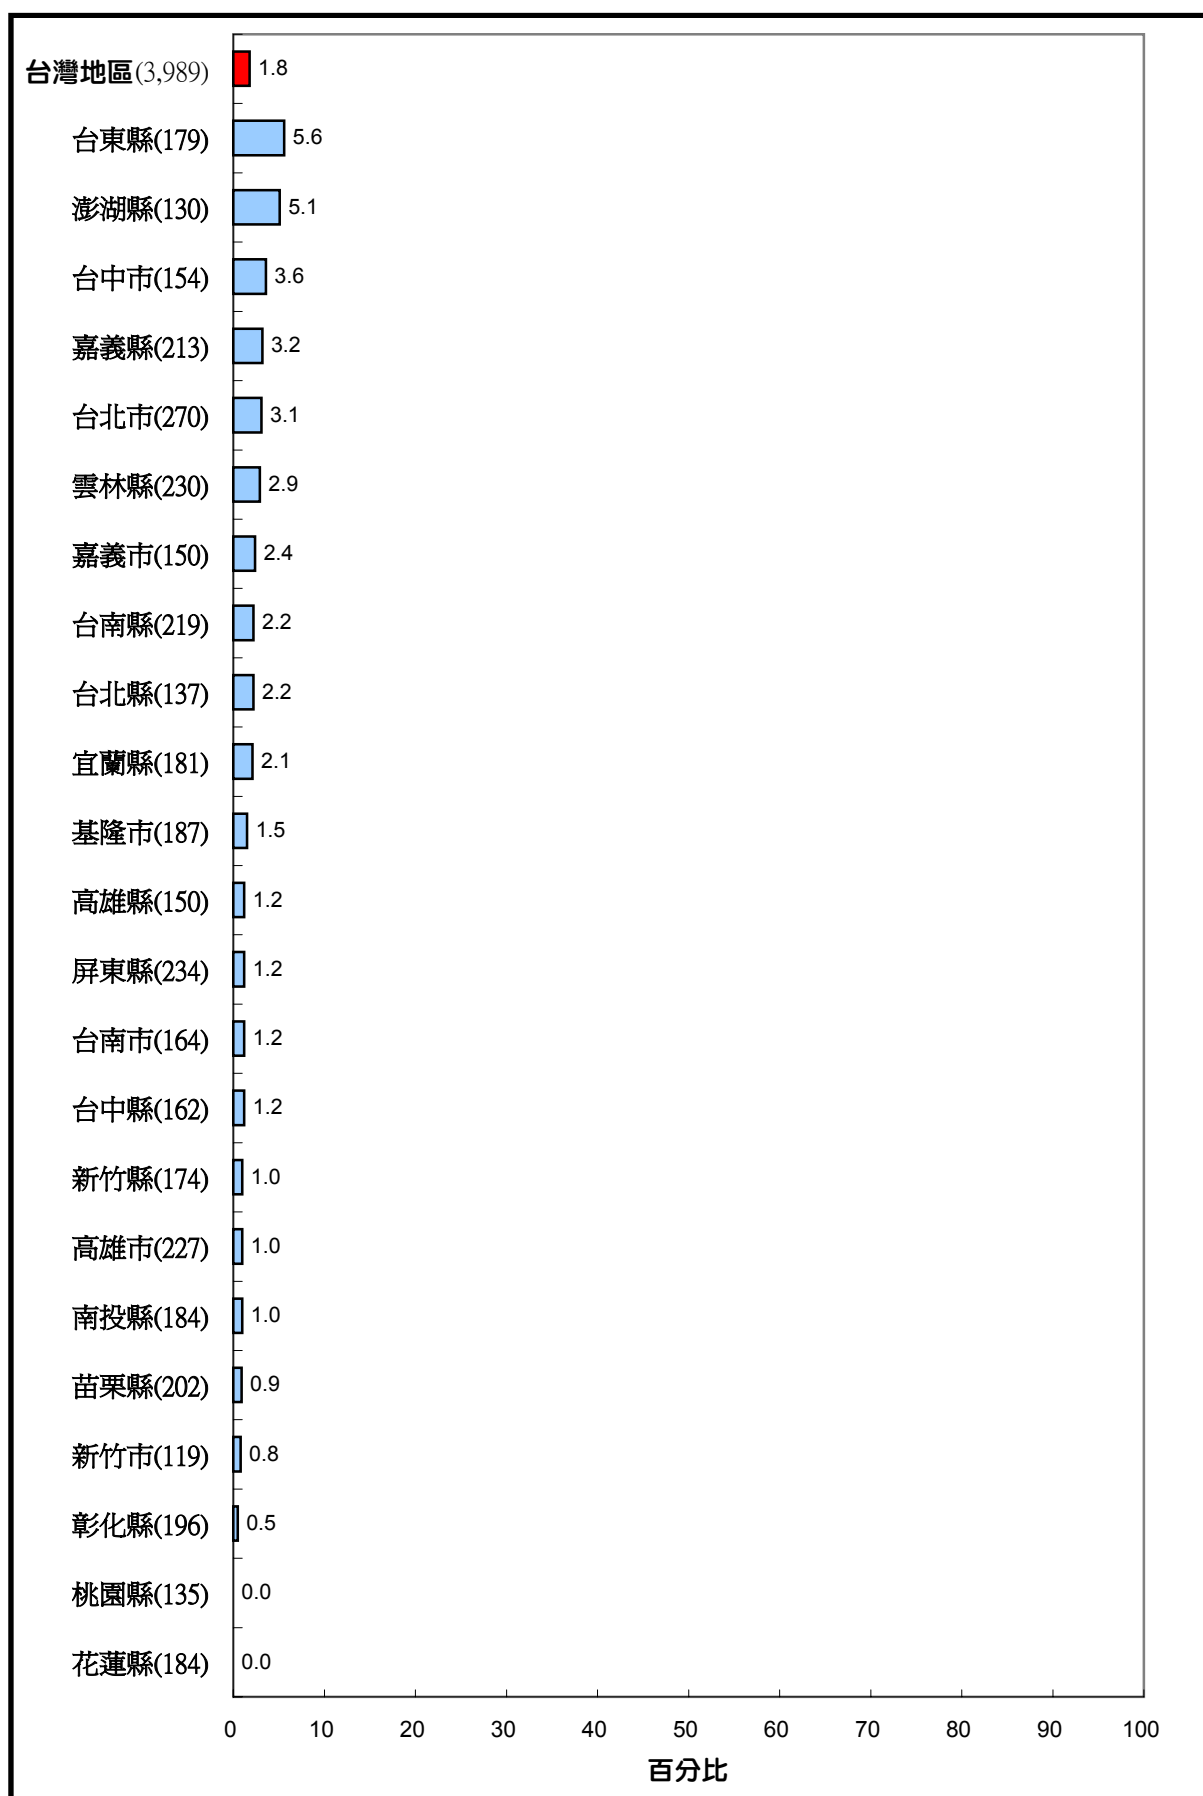 台灣地區(3,989) 1.8
台東縣(179) 5.6
澎湖縣(130) 5.1
台中市(154) 3.6
嘉義縣(213) 3.2
台北市(270) 3.1
雲林縣(230) 2.9
嘉義市(150) 2.4
台南縣(219) 2.2
台北縣(137) 2.2
宜蘭縣(181) 2.1
基隆市(187) 1.5
高雄縣(150) 1.2
屏東縣(234) 1.2
台南市(164) 1.2
台中縣(162) 1.2
新竹縣(174) 1.0
高雄市(227) 1.0
南投縣(184) 1.0
苗栗縣(202) 0.9
新竹市(119) 0.8
彰化縣(196) 0.5
桃園縣(135) 0.0
花蓮縣(184) 0.0
0 10 20 30 40 50 60 70 80 90 100
百分比